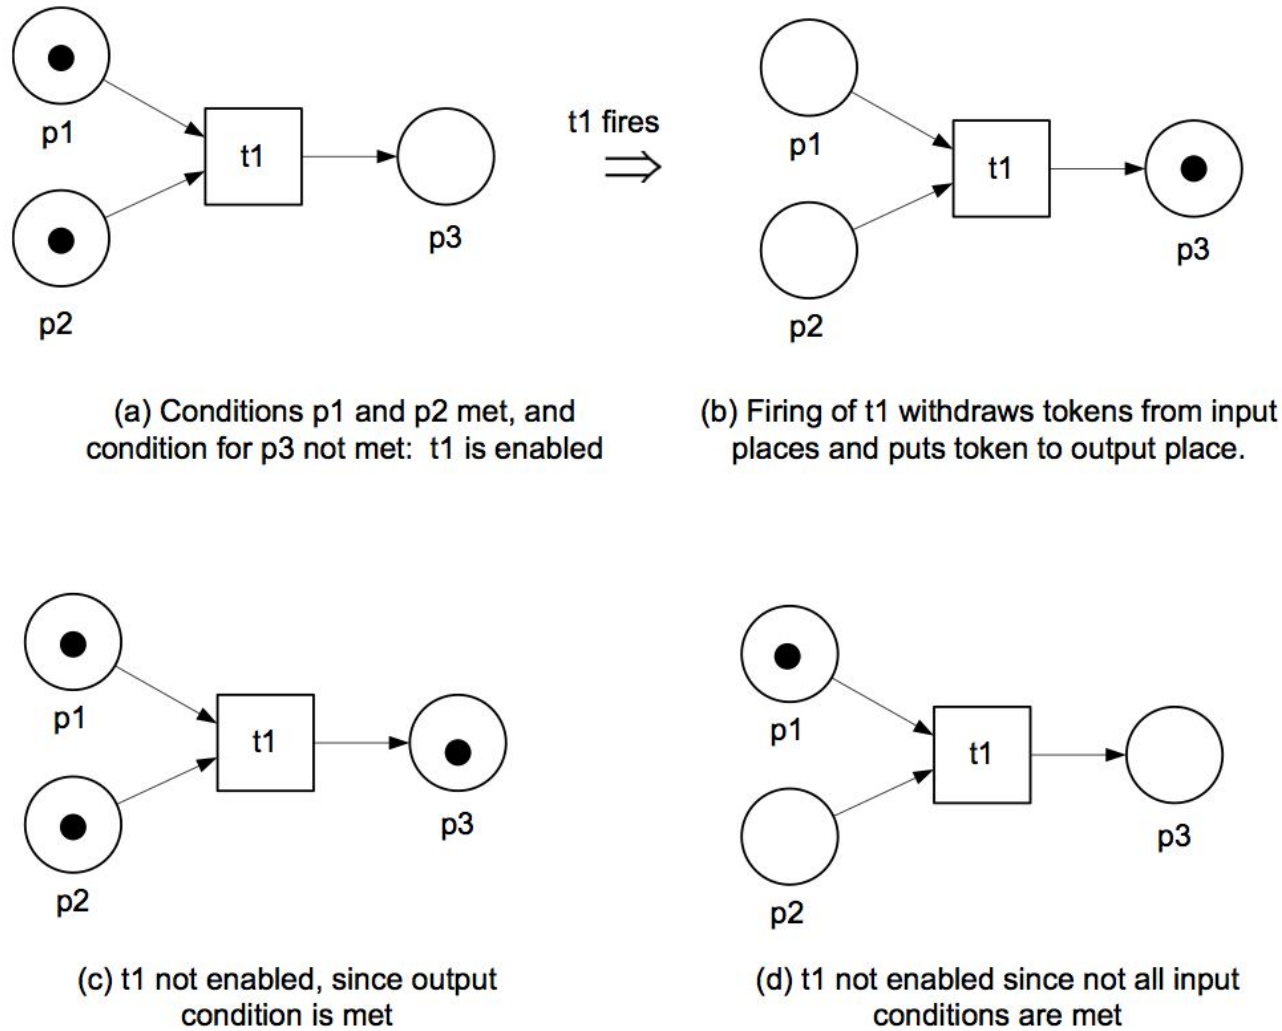 p1
t1
p3
p2
t1 fires
p1
t1
p3
p2
(a) Conditions p1 and p2 met, and
condition for p3 not met: t1 is enabled
(b) Firing of t1 withdraws tokens from input
places and puts token to output place.
p1
t1
p3
p2
p1
t1
p3
p2
(c) t1 not enabled, since output
condition is met
(d) t1 not enabled since not all input
conditions are met